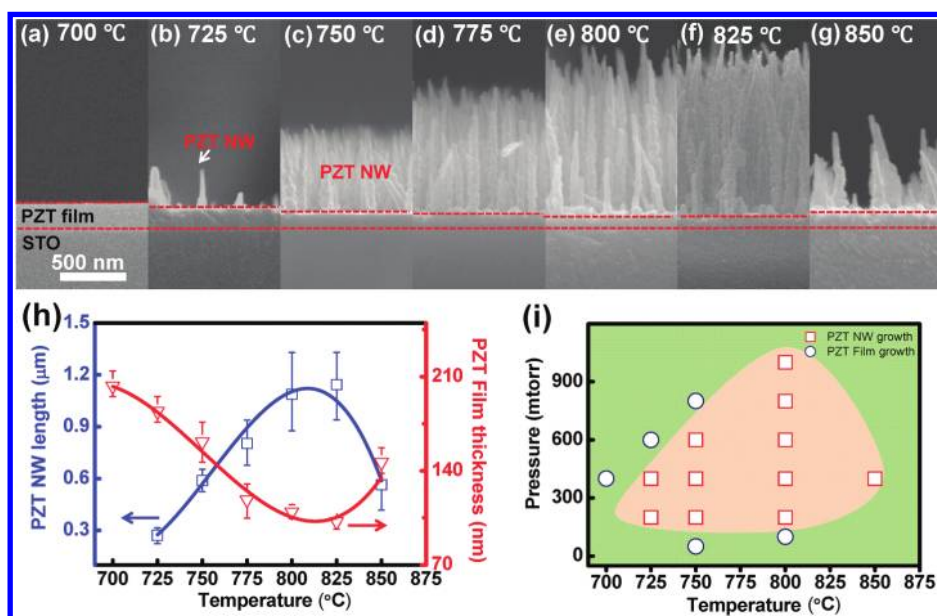 (a) 700 ℃ (b) 725 ℃ (c) 750 ℃ (d) 775 ℃ (e) 800 ℃ (f) 825 ℃ (g) 850 ℃
PZT NW
PZT NW
PZT film
STO
500 nm
(h)
1.5
1.2
0.9
0.6
0.3
PZT NW length (μm)
210
140
70
PZT Film thickness (nm)
700 725 750 775 800 825 850 875
Temperature (°C)
(i)
PZT NW growth
PZT Film growth
900
600
300
0
Pressure (mtorr)
700 725 750 775 800 825 850 875
Temperature (°C)